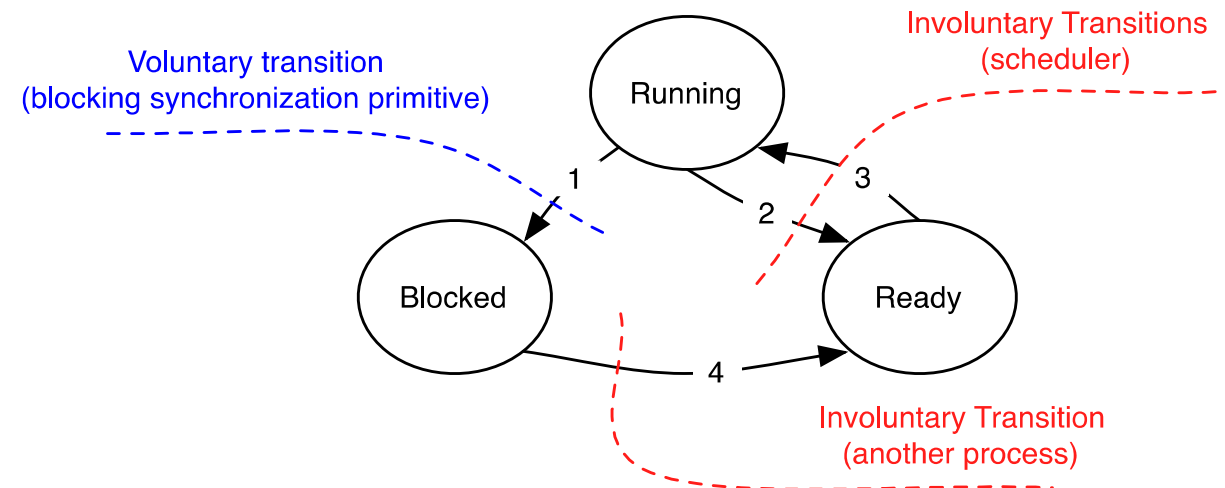 Involuntary Transitions
(scheduler)
Voluntary transition
(blocking synchronization primitive)
Running
1
3
2
Blocked
Ready
4
Involuntary Transition
(another process)